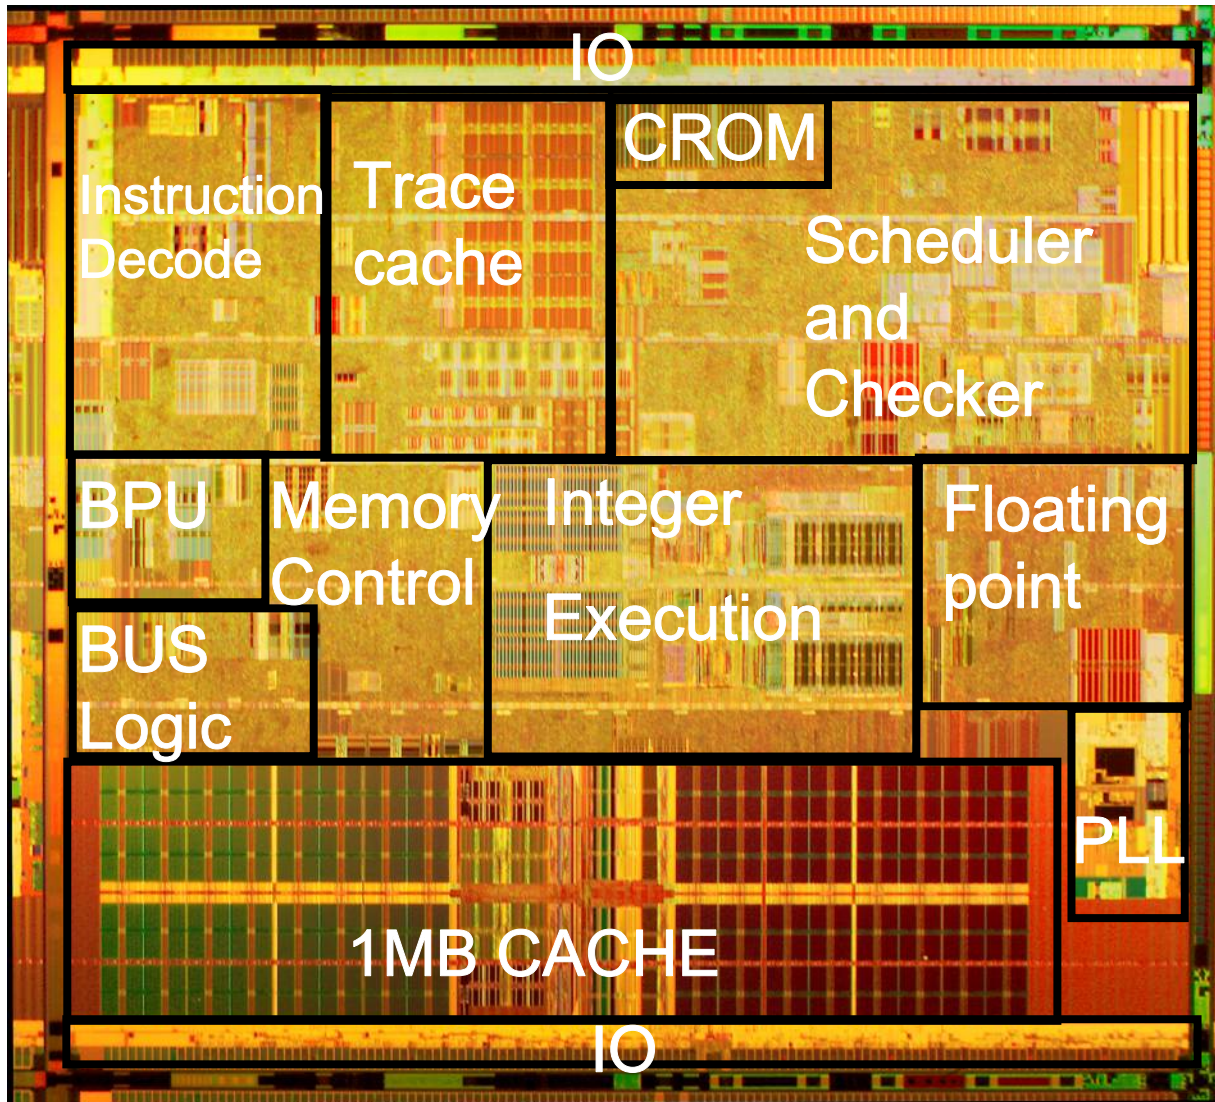 IO
CROM
Instruction
Decode
Trace
cache
Scheduler
and
Checker
BPU
Memory
Control
Integer
Execution
Floating
point
BUS
Logic
PLL
1MB CACHE
IO